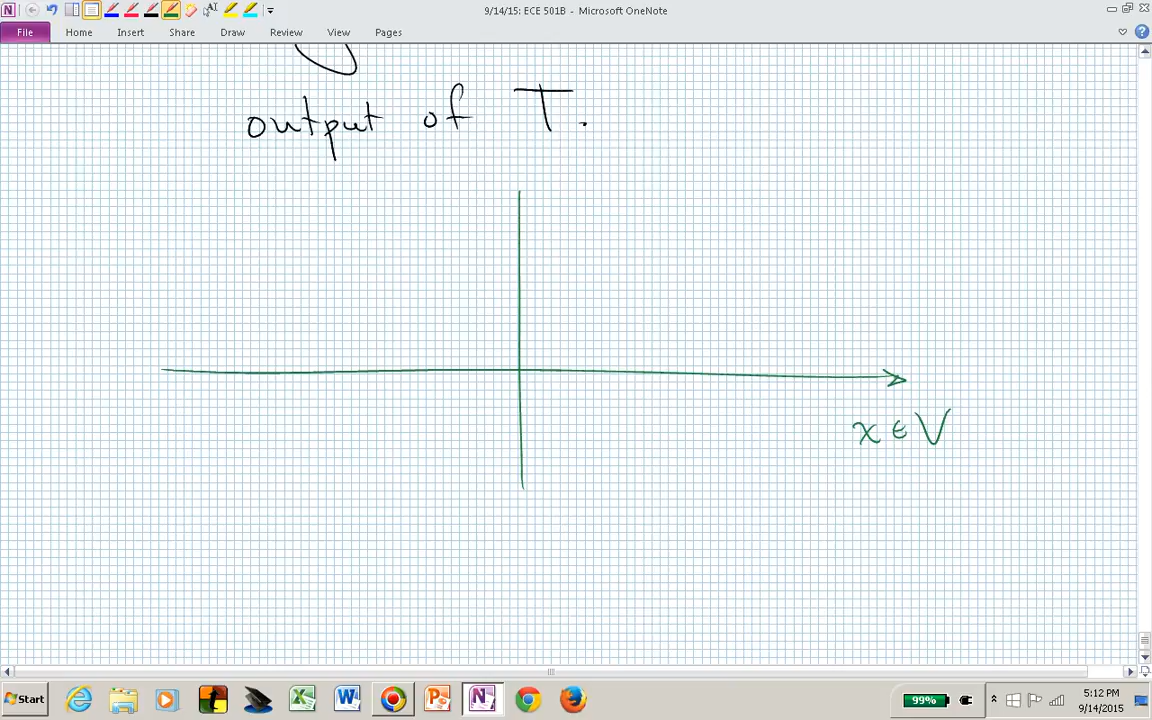 9/14/15: ECE 501B - Microsoft OneNote
File Home Insert Share Draw Review View Pages
output of T.
x ∈ V
Start
99%
5:12 PM
9/14/2015